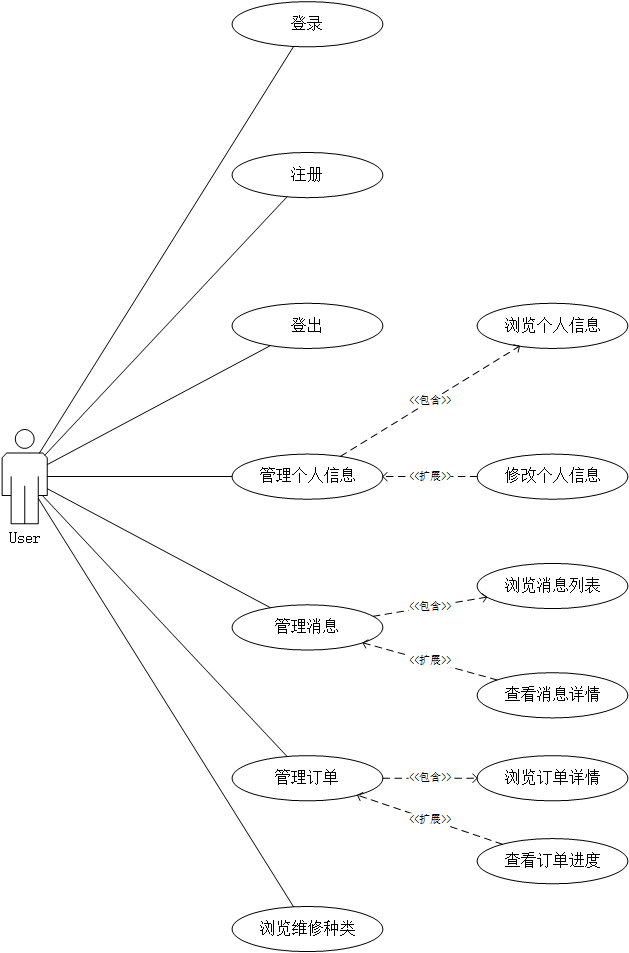 登录
注册
登出
浏览个人信息
<<包含>>
管理个人信息
<<扩展>>
修改个人信息
User
浏览消息列表
<<包含>>
管理消息
<<扩展>>
查看消息详情
管理订单
<<包含>>
浏览订单详情
<<扩展>>
查看订单进度
浏览维修种类